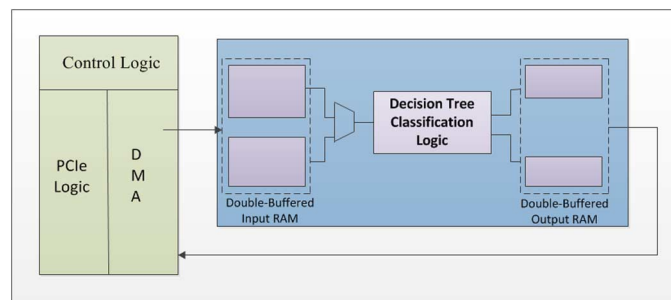 Control Logic
PCIe
Logic
D
M
A
Double-Buffered
Input RAM
Decision Tree
Classification
Logic
Double-Buffered
Output RAM